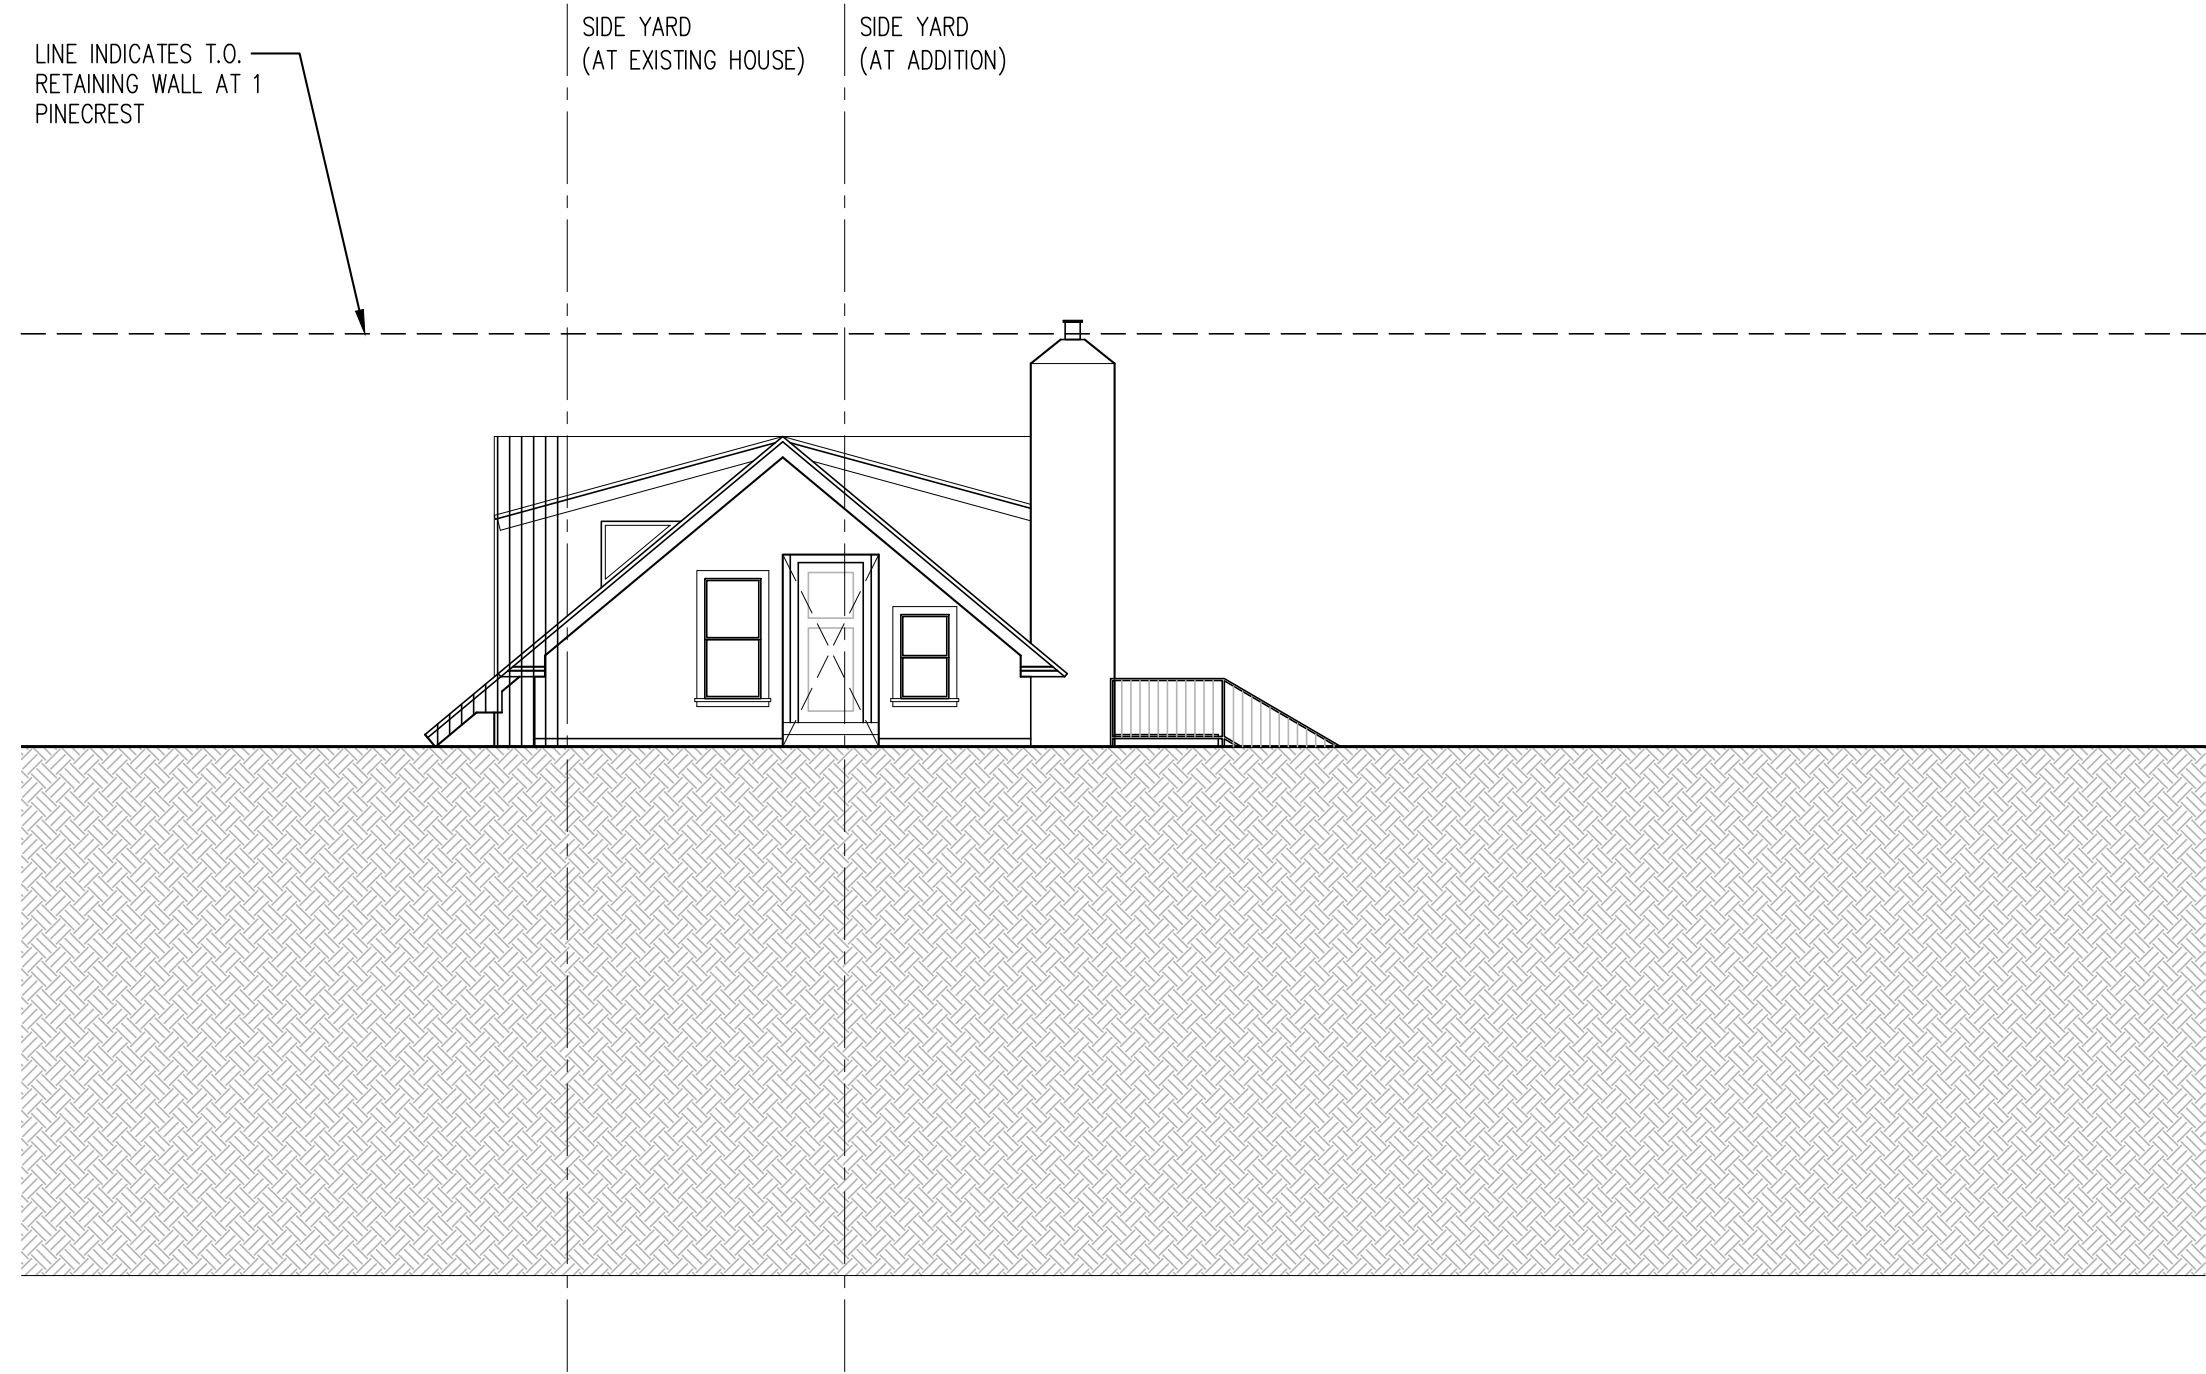 LINE INDICATES T.O.
RETAINING WALL AT 1
PINECREST
SIDE YARD
(AT EXISTING HOUSE)
SIDE YARD
(AT ADDITION)